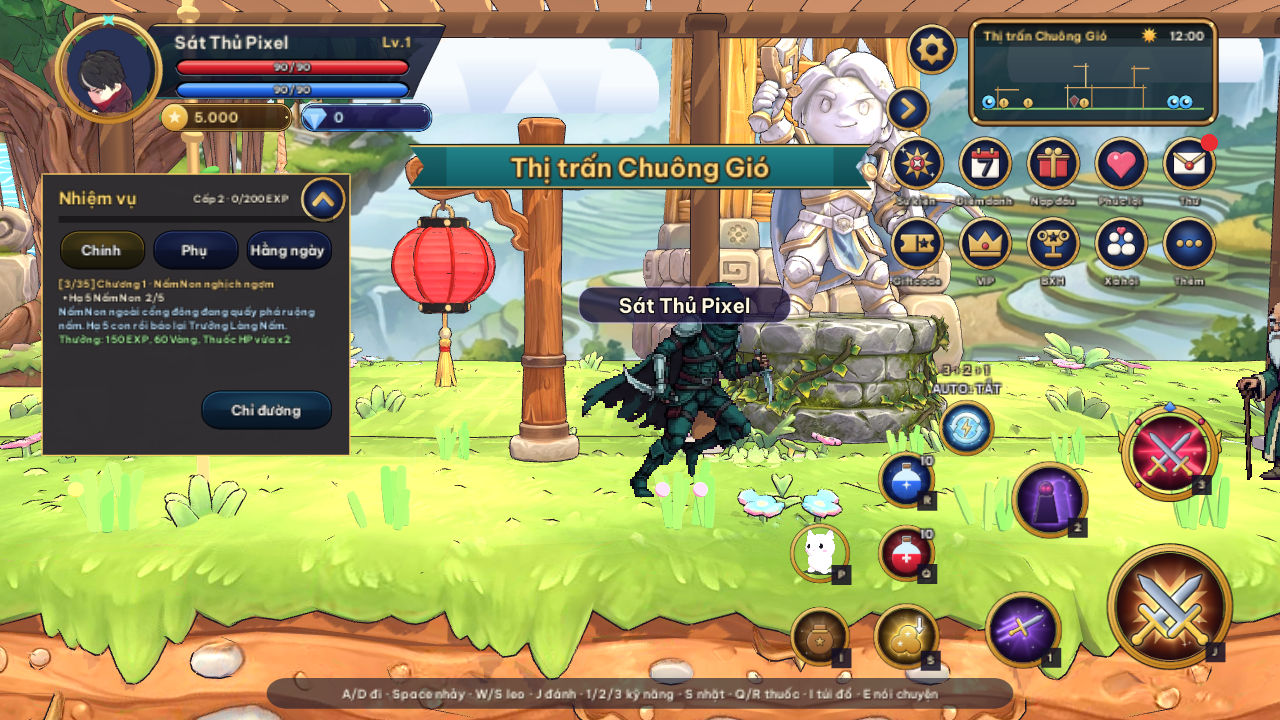 Sát Thủ Pixel
Lv.1
90/90
90/90
5.000
0
Thị trấn Chuông Gió
12:00
7
Sự kiện
Điểm danh
Nạp đầu
Phúc lợi
Thư
Giftcode
VIP
BXH
Xã hội
Thêm
Thị trấn Chuông Gió
Nhiệm vụ
Cấp 2 · 0/200 EXP
Chính
Phụ
Hằng ngày
[3/35] Chương 1 · Nấm Non nghịch ngợm
• Hạ 5 Nấm Non 2/5
Nấm Non ngoài cổng đông đang quấy phá ruộng
nấm. Hạ 5 con rồi báo lại Trưởng Làng Nấm.
Thưởng: 150 EXP, 60 Vàng, Thuốc HP vừa x2
Chỉ đường
Sát Thủ Pixel
3 › 2 › 1
AUTO: TẮT
10
R
10
Q
P
I
S
1
2
3
J
A/D đi · Space nhảy · W/S leo · J đánh · 1/2/3 kỹ năng · S nhặt · Q/R thuốc · I túi đồ · E nói chuyện